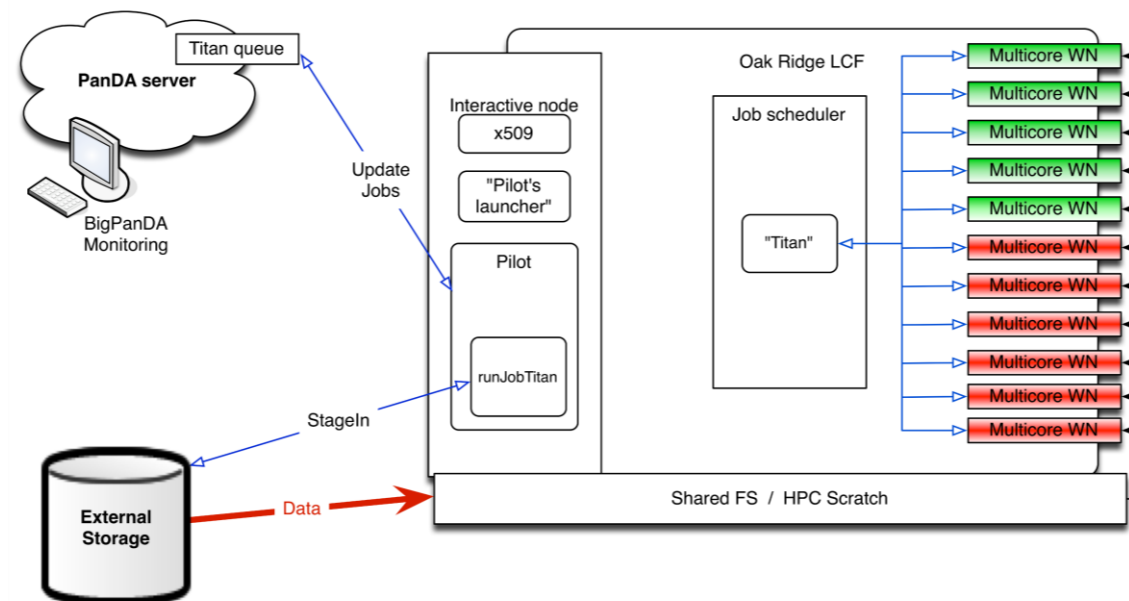 Titan queue
PanDA server
BigPanDA
Monitoring
Update
Jobs
StageIn
External
Storage
Data
Interactive node
x509
"Pilot's
launcher"
Pilot
runJobTitan
Oak Ridge LCF
Job scheduler
"Titan"
Multicore WN
Multicore WN
Multicore WN
Multicore WN
Multicore WN
Multicore WN
Multicore WN
Multicore WN
Multicore WN
Multicore WN
Multicore WN
Shared FS / HPC Scratch